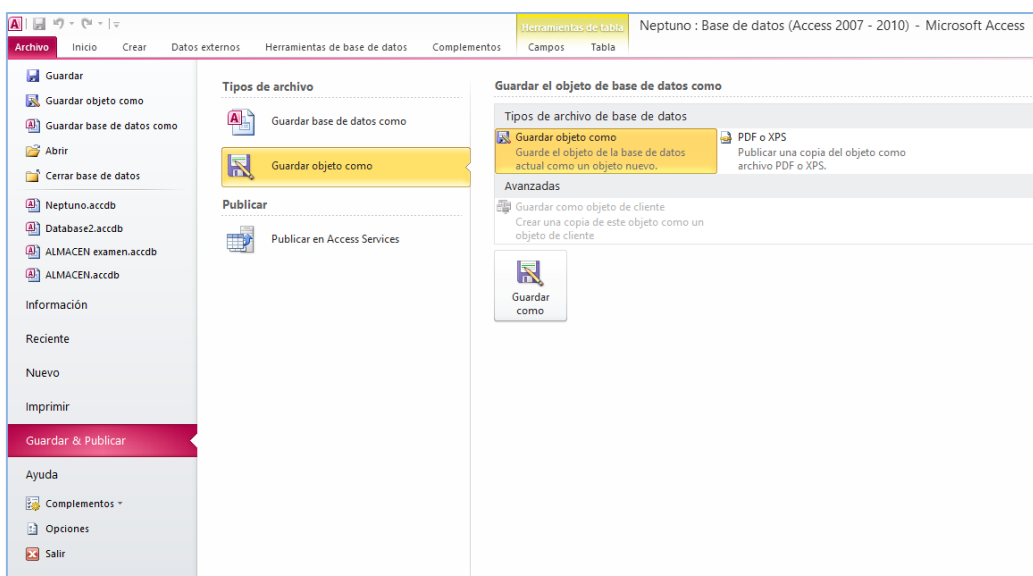 Herramientas de tabla
Neptuno : Base de datos (Access 2007 - 2010) - Microsoft Access
Archivo Inicio Crear Datos externos Herramientas de base de datos Complementos Campos Tabla
Guardar
Guardar objeto como
Guardar base de datos como
Abrir
Cerrar base de datos
Neptuno.accdb
Database2.accdb
ALMACEN examen.accdb
ALMACEN.accdb
Información
Reciente
Nuevo
Imprimir
Guardar & Publicar
Ayuda
Complementos
Opciones
Salir
Tipos de archivo
Guardar base de datos como
Guardar objeto como
Publicar
Publicar en Access Services
Guardar el objeto de base de datos como
Tipos de archivo de base de datos
Guardar objeto como
Guarde el objeto de la base de datos
actual como un objeto nuevo.
PDF o XPS
Publicar una copia del objeto como
archivo PDF o XPS.
Avanzadas
Guardar como objeto de cliente
Crear una copia de este objeto como un
objeto de cliente
Guardar
como